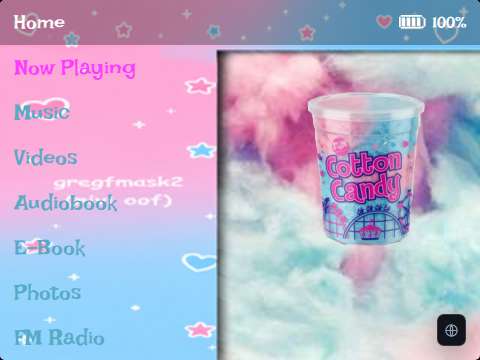 Home
100%
Now Playing
Music
Videos
gregfmask2
Audiobook
oof)
E-Book
Photos
FM Radio
Cotton
Candy